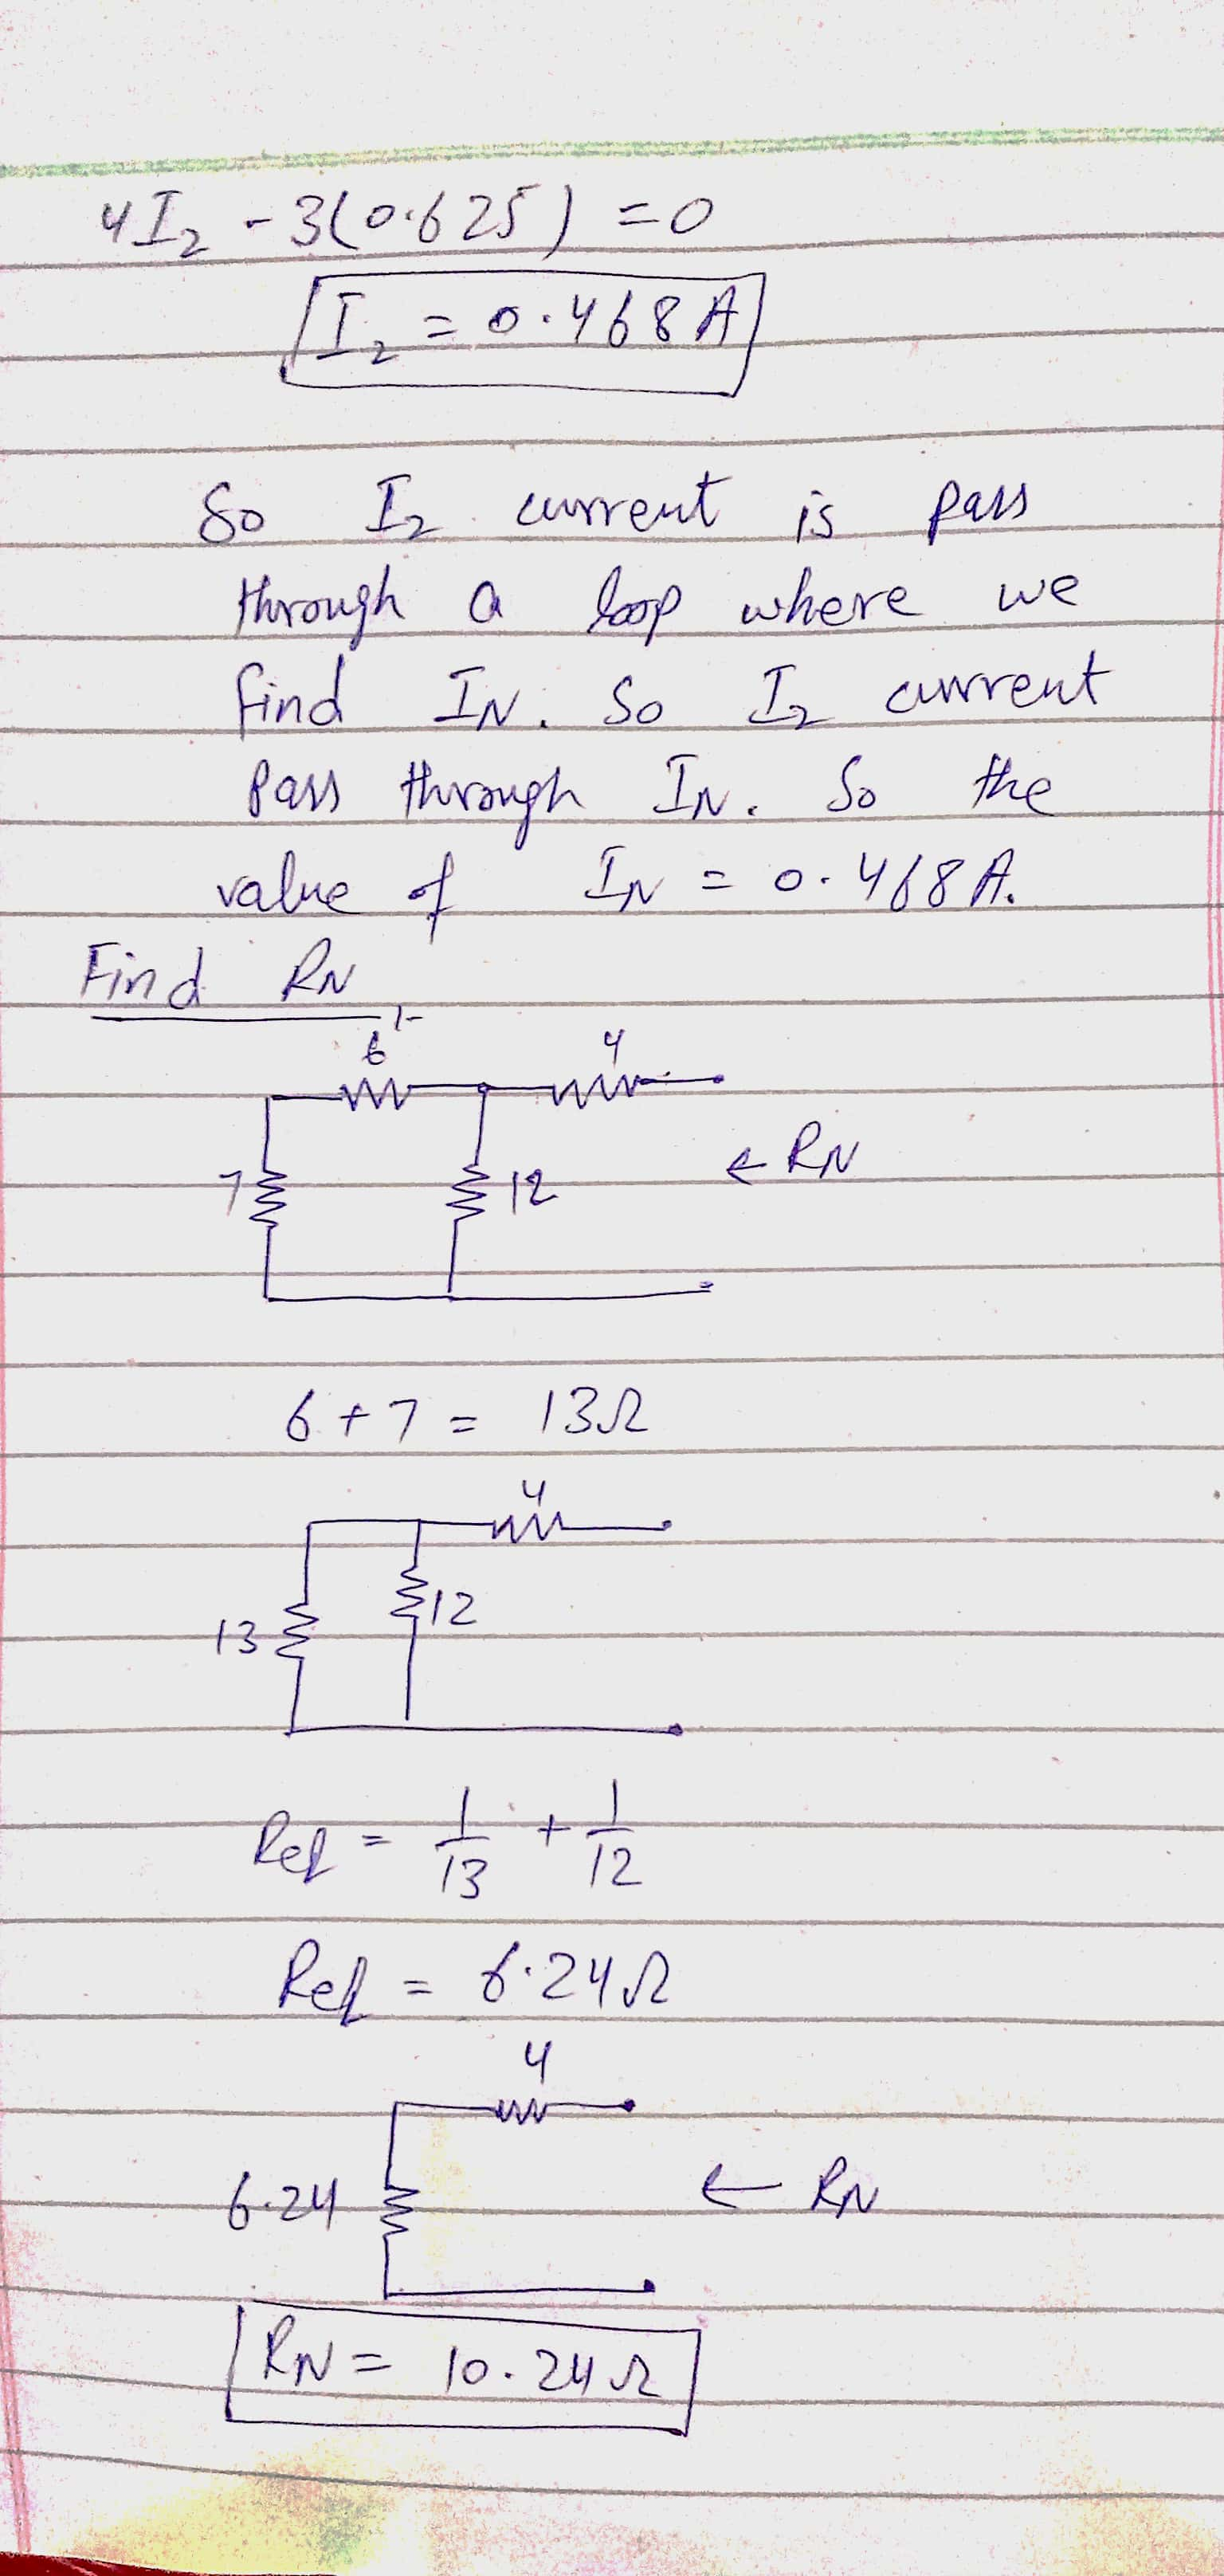 4I₂ - 3(0.625) = 0
I₂ = 0.468 A
So I₂ current is pass
through a loop where we
find IN. So I₂ current
pass through IN. So the
value of IN = 0.468 A.
Find RN :-
6 4
7 12 ← RN
6 + 7 = 13Ω
4
13 12
Req = 1/13 + 1/12
Req = 6.24Ω
4
6.24 ← RN
RN = 10.24Ω